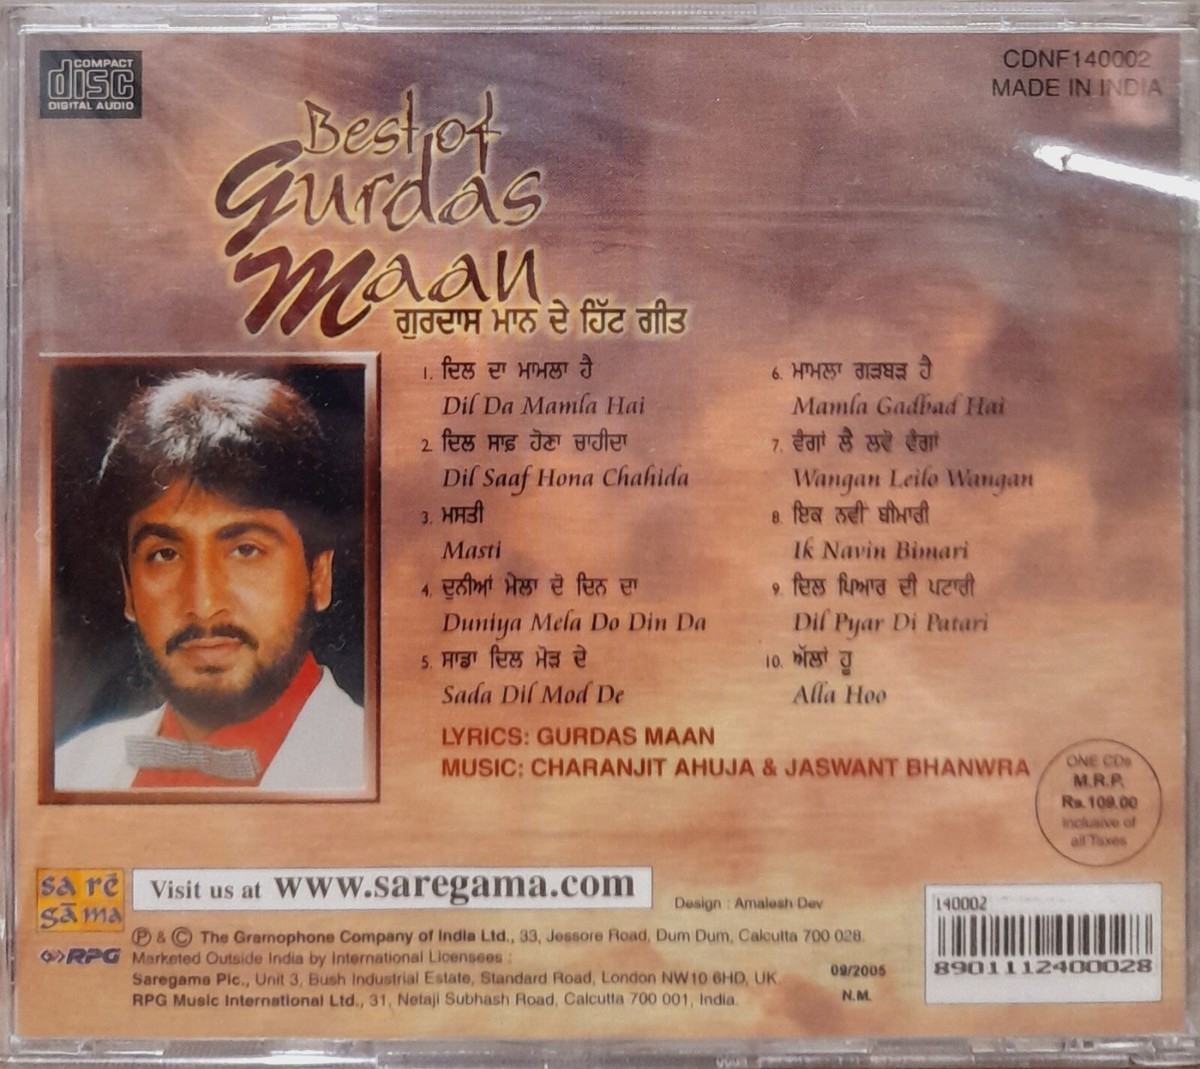 COMPACT
disc
DIGITAL AUDIO
CDNF140002
MADE IN INDIA
Best of
Gurdas
Maan
ਗੁਰਦਾਸ ਮਾਨ ਦੇ ਹਿੱਟ ਗੀਤ
1. ਦਿਲ ਦਾ ਮਾਮਲਾ ਹੈ
Dil Da Mamla Hai
2. ਦਿਲ ਸਾਫ਼ ਹੋਣਾ ਚਾਹੀਦਾ
Dil Saaf Hona Chahida
3. ਮਸਤੀ
Masti
4. ਦੁਨੀਆਂ ਮੇਲਾ ਦੋ ਦਿਨ ਦਾ
Duniya Mela Do Din Da
5. ਸਾਡਾ ਦਿਲ ਮੋੜ ਦੇ
Sada Dil Mod De
6. ਮਾਮਲਾ ਗੜਬੜ ਹੈ
Mamla Gadbad Hai
7. ਵੰਗਾਂ ਲੈ ਲਵੋ ਵੰਗਾਂ
Wangan Leilo Wangan
8. ਇਕ ਨਵੀਂ ਬੀਮਾਰੀ
Ik Navin Bimari
9. ਦਿਲ ਪਿਆਰ ਦੀ ਪਟਾਰੀ
Dil Pyar Di Patari
10. ਅੱਲਾਂ ਹੂ
Alla Hoo
LYRICS: GURDAS MAAN
MUSIC: CHARANJIT AHUJA & JASWANT BHANWRA
ONE CDs
M.R.P.
Rs.109.00
Inclusive of
all Taxes
sa rē
gā ma
RPG
Visit us at www.saregama.com
Design : Amalesh Dev
Ⓟ & © The Gramophone Company of India Ltd., 33, Jessore Road, Dum Dum, Calcutta 700 028.
Marketed Outside India by International Licensees :
Saregama Plc., Unit 3, Bush Industrial Estate, Standard Road, London NW10 6HD, UK.
RPG Music International Ltd., 31, Netaji Subhash Road, Calcutta 700 001, India.
09/2005
N.M.
140002
8901112400028